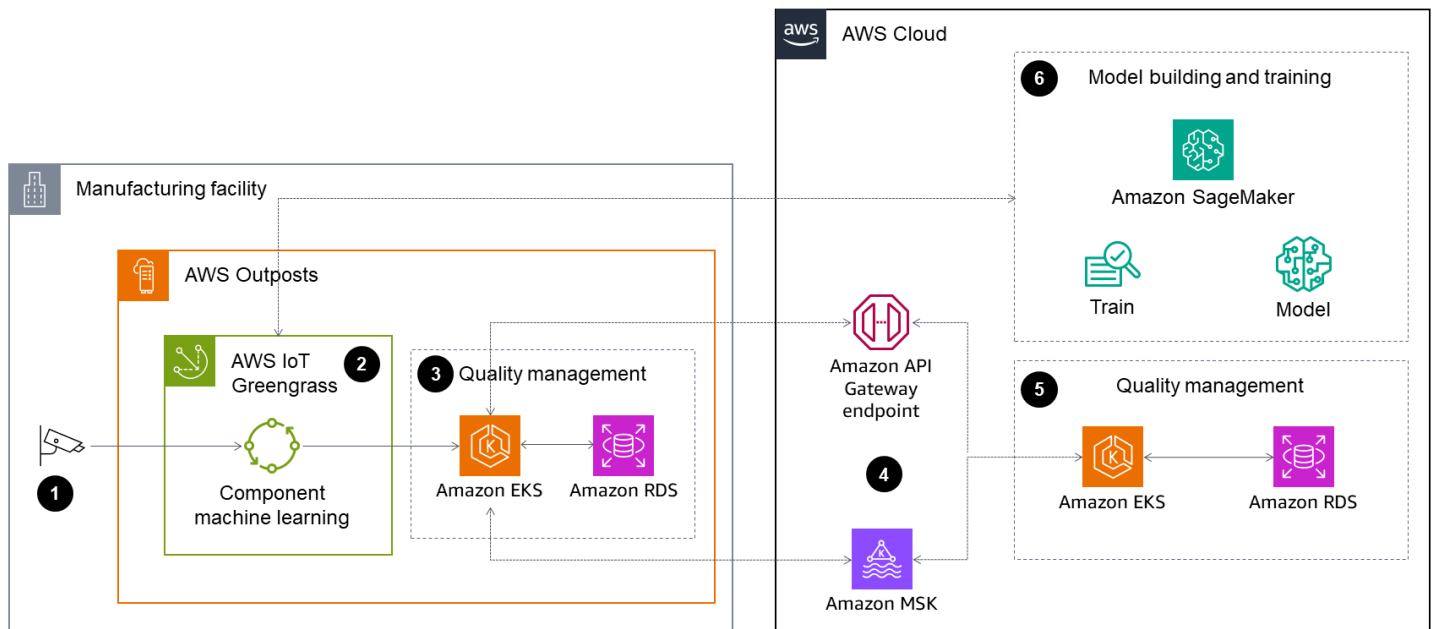 aws
AWS Cloud
6
Model building and training
Amazon SageMaker
Train
Model
Manufacturing facility
AWS Outposts
AWS IoT
Greengrass
2
Component
machine learning
1
3
Quality management
K
Amazon EKS
Amazon RDS
Amazon API
Gateway
endpoint
4
K
Amazon MSK
5
Quality management
K
Amazon EKS
Amazon RDS